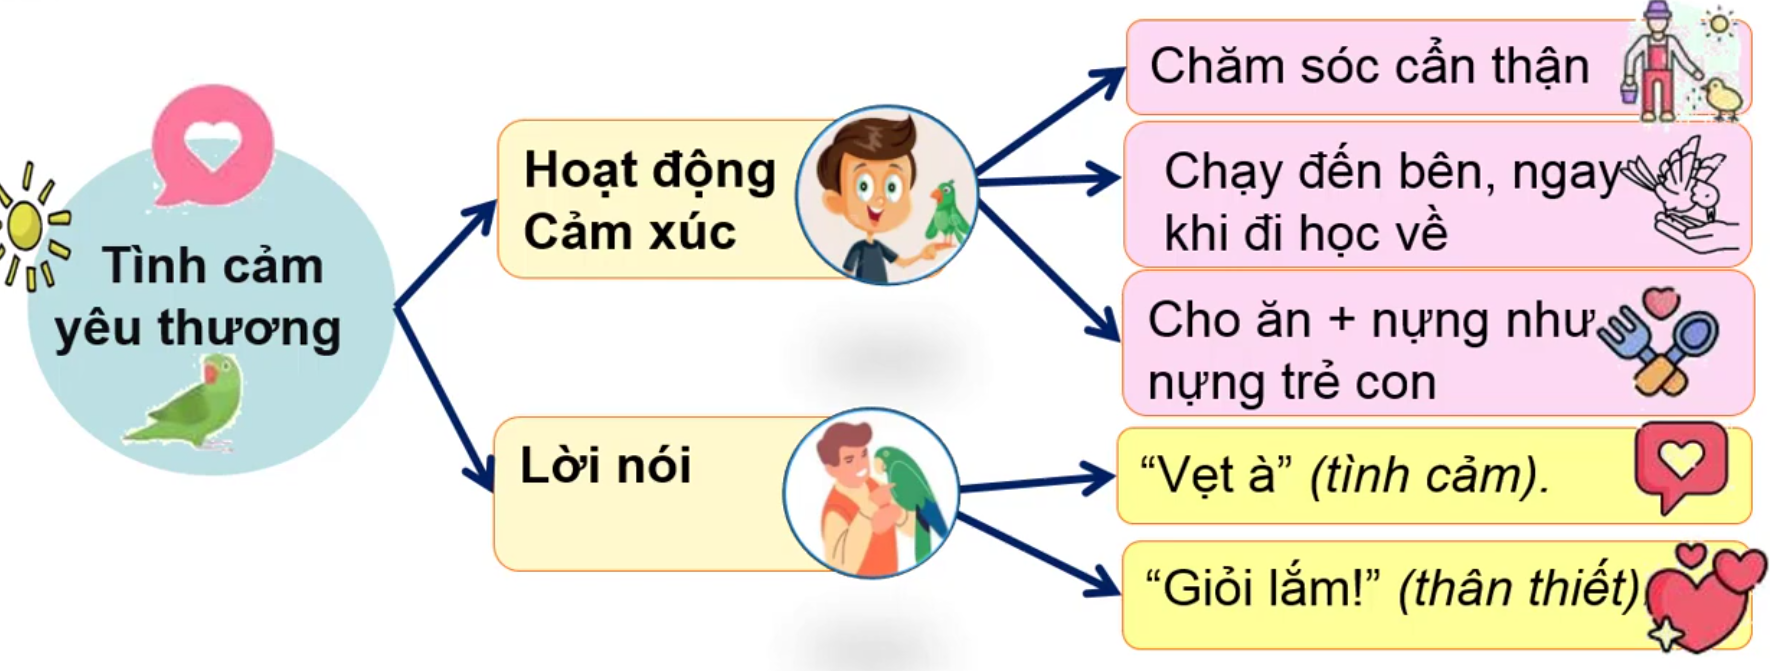 Tình cảm
yêu thương
Hoạt động
Cảm xúc
Chăm sóc cẩn thận
Chạy đến bên, ngay
khi đi học về
Cho ăn + nựng như
nựng trẻ con
Lời nói
“Vẹt à” (tình cảm).
“Giỏi lắm!” (thân thiết).